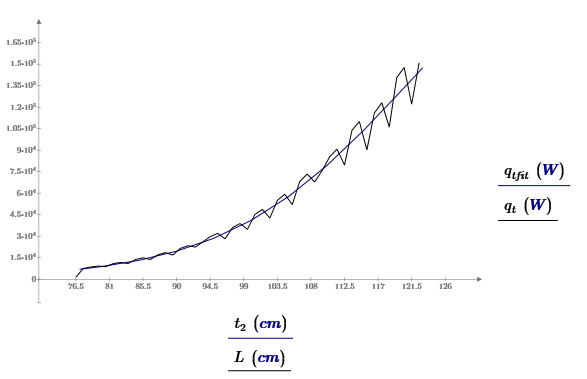 1.65·10⁵
1.5·10⁵
1.35·10⁵
1.2·10⁵
1.05·10⁵
9·10⁴
7.5·10⁴
6·10⁴
4.5·10⁴
3·10⁴
1.5·10⁴
0
76.5 81 85.5 90 94.5 99 103.5 108 112.5 117 121.5 126
q_tfit (W)
q_t (W)
t₂ (cm)
L (cm)